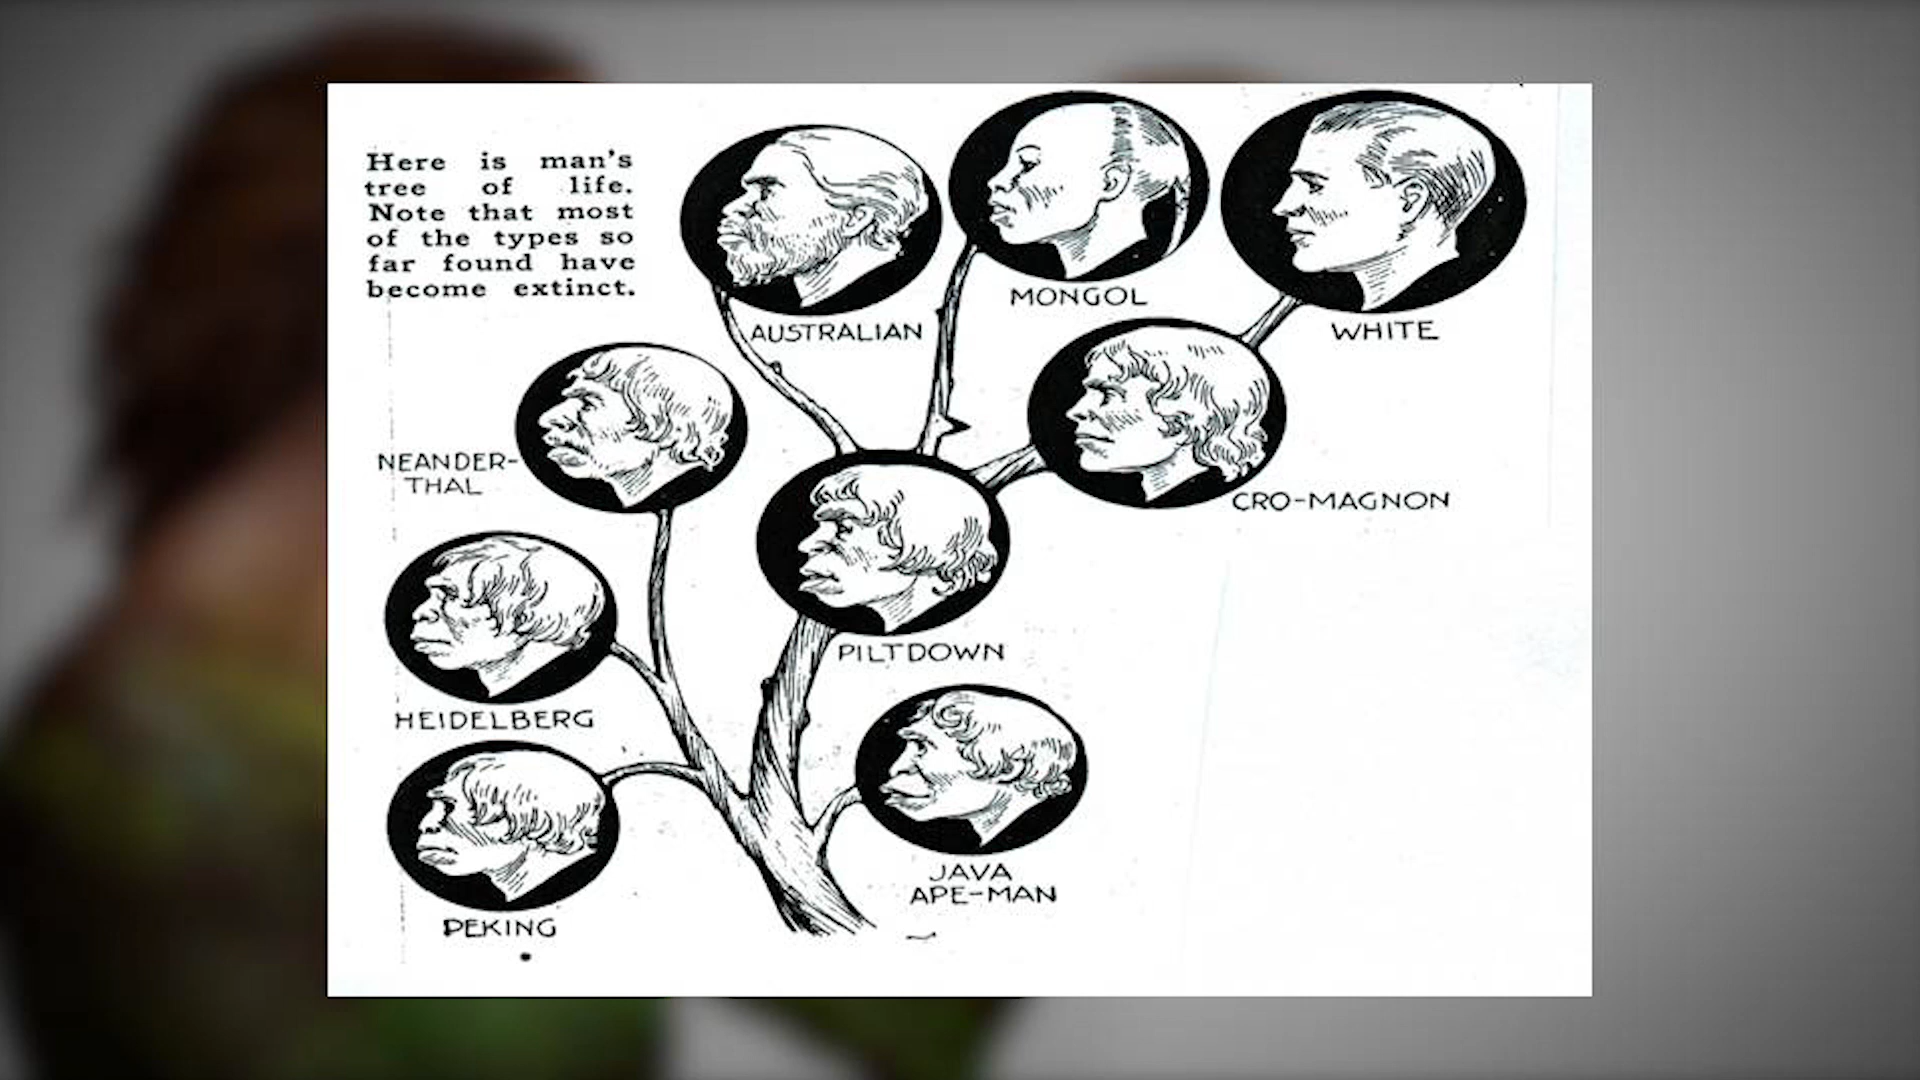 Here is man's
tree of life.
Note that most
of the types so
far found have
become extinct.
AUSTRALIAN
MONGOL
WHITE
NEANDER-
THAL
CRO-MAGNON
PILTDOWN
HEIDELBERG
JAVA
APE-MAN
PEKING